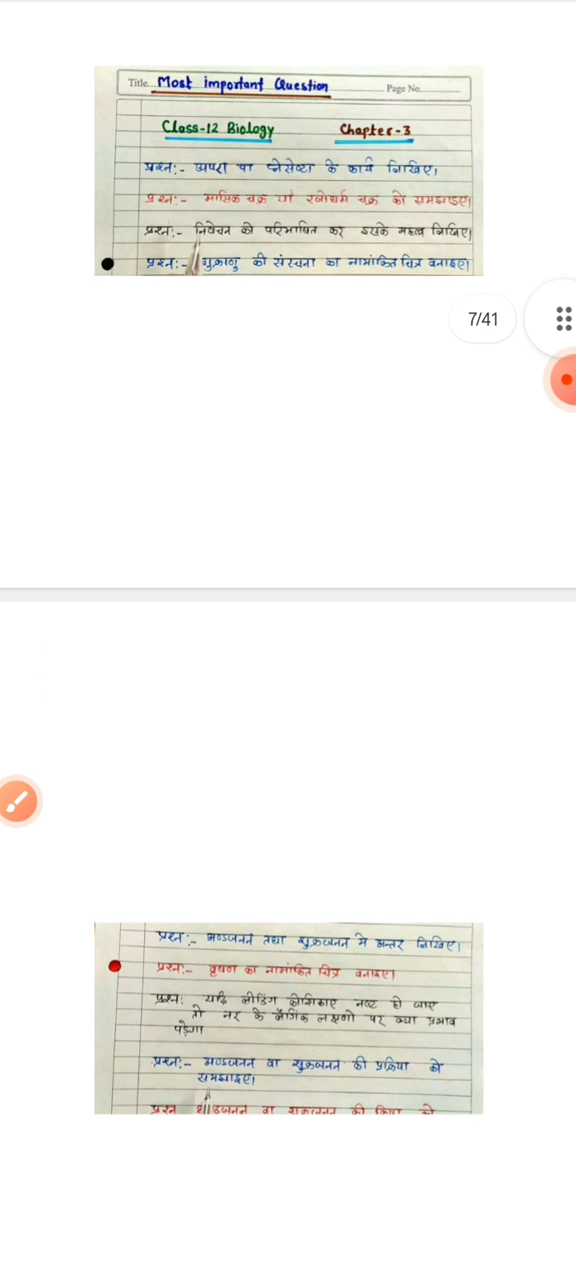 Title. Most important Question Page No.
Class-12 Biology Chapter-3
प्रश्न:- अपरा या प्लेसेण्टा के कार्य लिखिए।
प्रश्न:- मासिक चक्र या रजोधर्म चक्र को समझाइए।
प्रश्न:- निषेचन को परिभाषित कर इसके महत्व लिखिए।
प्रश्न:- शुक्राणु की संरचना का नामांकित चित्र बनाइए।
7/41
प्रश्न:- अण्डजनन तथा शुक्रजनन मे अन्तर लिखिए।
प्रश्न:- वृषण का नामांकित चित्र बनाइए।
प्रश्न: यदि लीडिंग कोशिकाए नष्ट हो जाए
तो नर के लैंगिक लक्षणो पर क्या प्रभाव
पड़ेगा
प्रश्न:- अण्डजनन वा शुक्रजनन की प्रक्रिया को
समझाइए।